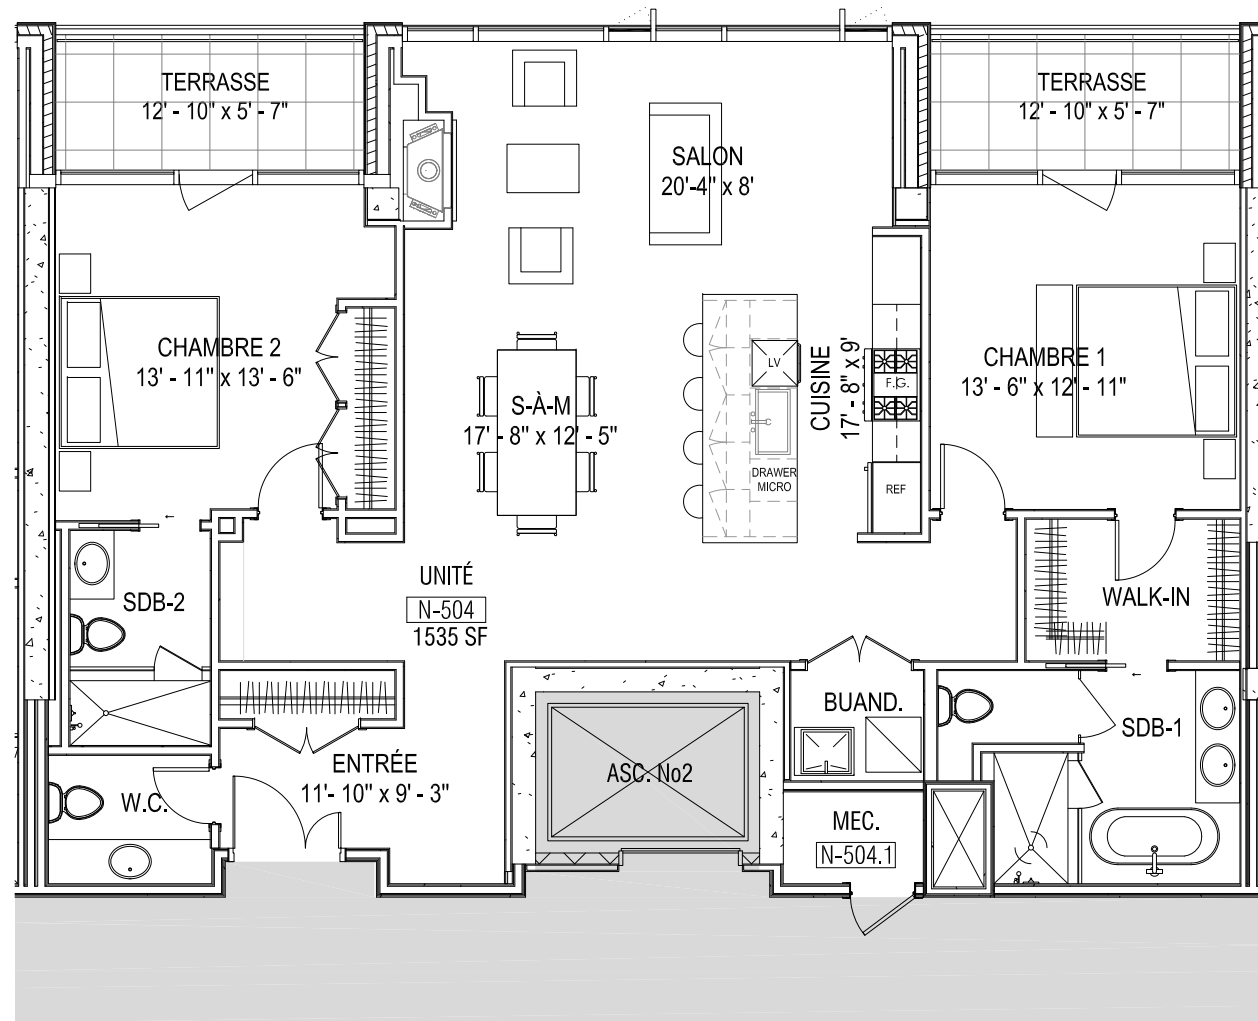 TERRASSE
12' - 10" x 5' - 7"
TERRASSE
12' - 10" x 5' - 7"
SALON
20'-4" x 8'
CHAMBRE 2
13' - 11" x 13' - 6"
S-À-M
17' - 8" x 12' - 5"
LV
DRAWER
MICRO
CUISINE
17' - 8" x 9'
F.G.
REF
CHAMBRE 1
13' - 6" x 12' - 11"
UNITÉ
N-504
1535 SF
SDB-2
WALK-IN
BUAND.
SDB-1
ENTRÉE
11'- 10" x 9' - 3"
W.C.
ASC. No2
MEC.
N-504.1